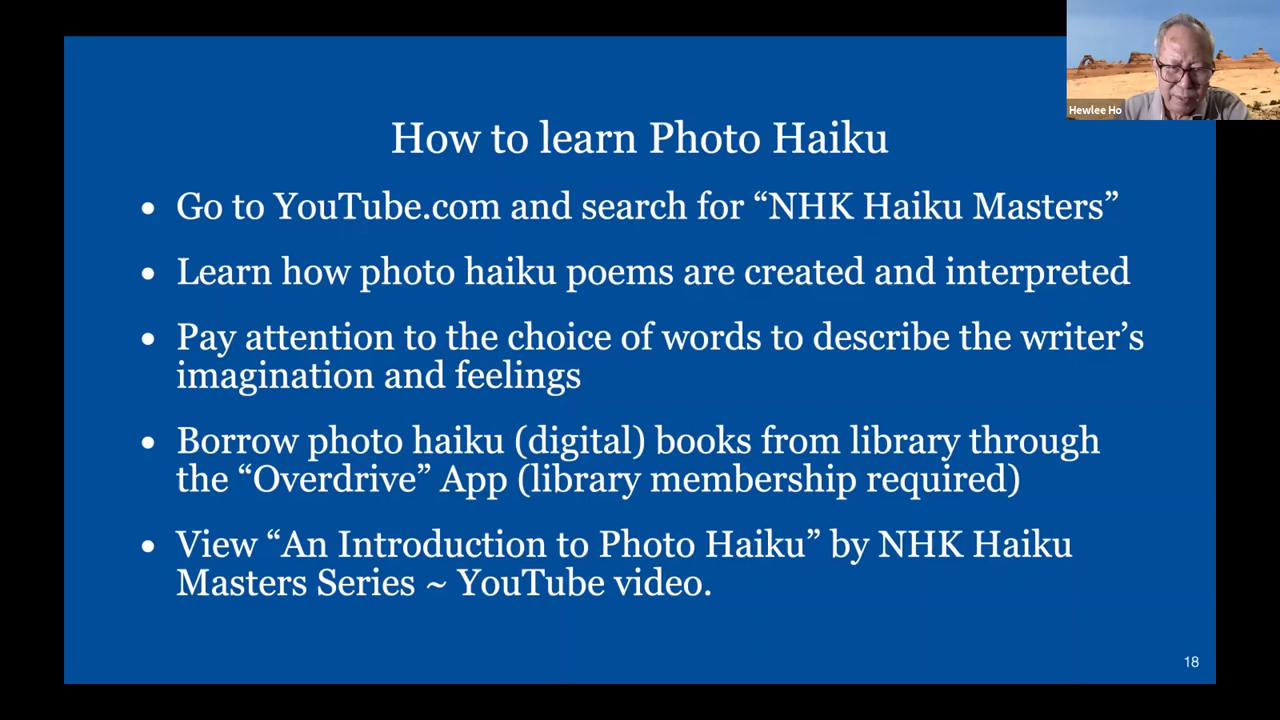 Hewlee Ho
How to learn Photo Haiku
• Go to YouTube.com and search for “NHK Haiku Masters”
• Learn how photo haiku poems are created and interpreted
• Pay attention to the choice of words to describe the writer’s
imagination and feelings
• Borrow photo haiku (digital) books from library through
the “Overdrive” App (library membership required)
• View “An Introduction to Photo Haiku” by NHK Haiku
Masters Series ~ YouTube video.
18